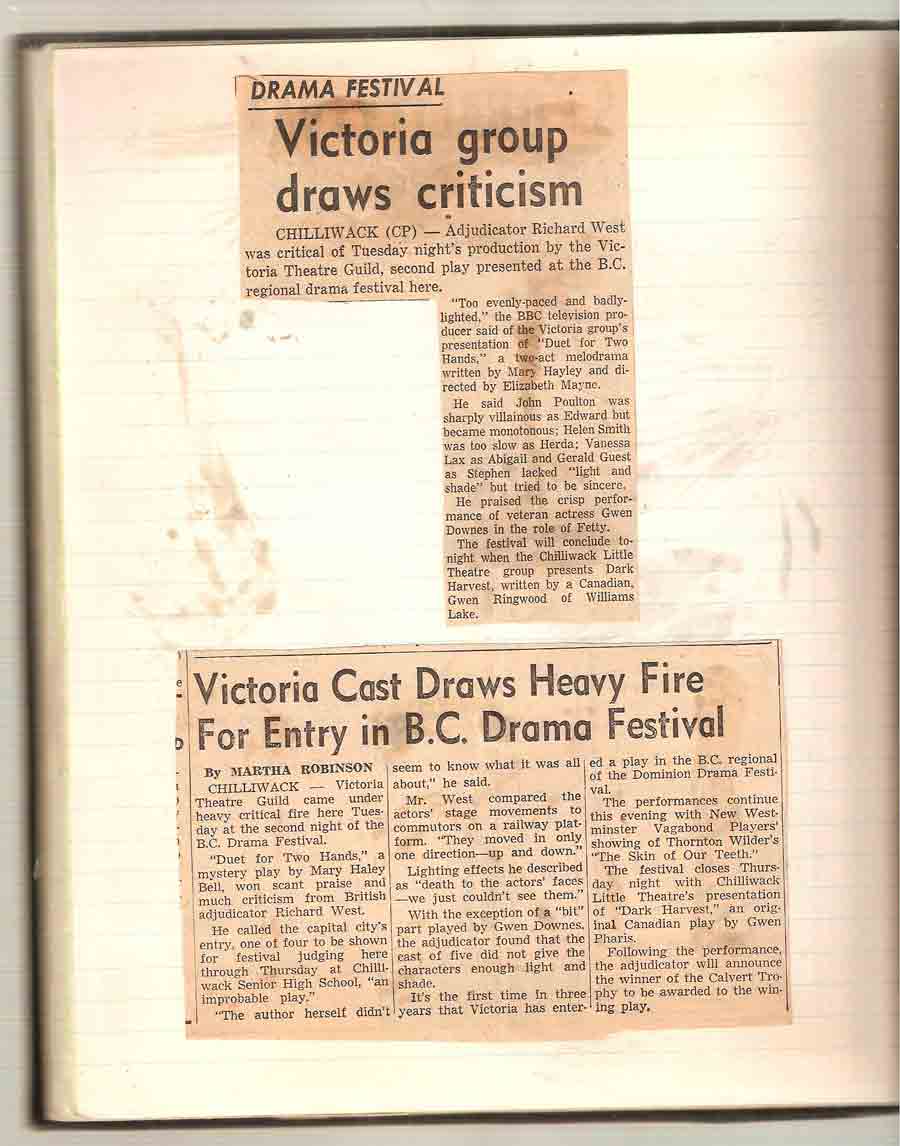 DRAMA FESTIVAL
Victoria group
draws criticism
CHILLIWACK (CP) — Adjudicator Richard West
was critical of Tuesday night's production by the Vic-
toria Theatre Guild, second play presented at the B.C.
regional drama festival here.
"Too evenly-paced and badly-
lighted," the BBC television pro-
ducer said of the Victoria group's
presentation of "Duet for Two
Hands," a two-act melodrama
written by Mary Hayley and di-
rected by Elizabeth Mayne.
He said John Poulton was
sharply villainous as Edward but
became monotonous; Helen Smith
was too slow as Herda; Vanessa
Lax as Abigail and Gerald Guest
as Stephen lacked "light and
shade" but tried to be sincere.
He praised the crisp perfor-
mance of veteran actress Gwen
Downes in the role of Fetty.
The festival will conclude to-
night when the Chilliwack Little
Theatre group presents Dark
Harvest, written by a Canadian,
Gwen Ringwood of Williams
Lake.
Victoria Cast Draws Heavy Fire
For Entry in B.C. Drama Festival
By MARTHA ROBINSON
CHILLIWACK — Victoria
Theatre Guild came under
heavy critical fire here Tues-
day at the second night of the
B.C. Drama Festival.
"Duet for Two Hands," a
mystery play by Mary Haley
Bell, won scant praise and
much criticism from British
adjudicator Richard West.
He called the capital city's
entry, one of four to be shown
for festival judging here
through Thursday at Chilli-
wack Senior High School, "an
improbable play."
"The author herself didn't
seem to know what it was all
about," he said.
Mr. West compared the
actors' stage movements to
commutors on a railway plat-
form. "They moved in only
one direction—up and down."
Lighting effects he described
as "death to the actors' faces
—we just couldn't see them."
With the exception of a "bit"
part played by Gwen Downes,
the adjudicator found that the
cast of five did not give the
characters enough light and
shade.
It's the first time In three
years that Victoria has enter-
ed a play in the B.C. regional
of the Dominion Drama Festi-
val.
The performances continue
this evening with New West-
minster Vagabond Players'
showing of Thornton Wilder's
"The Skin of Our Teeth."
The festival closes Thurs-
day night with Chilliwack
Little Theatre's presentation
of "Dark Harvest," an orig-
inal Canadian play by Gwen
Pharis.
Following the performance,
the adjudicator will announce
the winner of the Calvert Tro-
phy to be awarded to the win-
ing play.